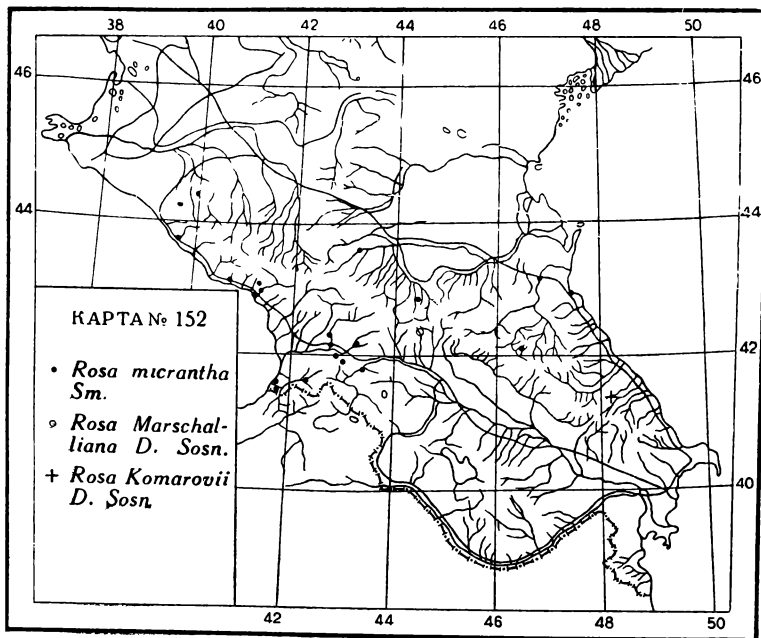 38 40 42 44 46 48 50
46 46
44 44
КАРТА № 152
• Rosa micrantha
Sm.
42 42
○ Rosa Marschal-
liana D. Sosn.
+ Rosa Komarovii
D. Sosn
40
42 44 46 48 50